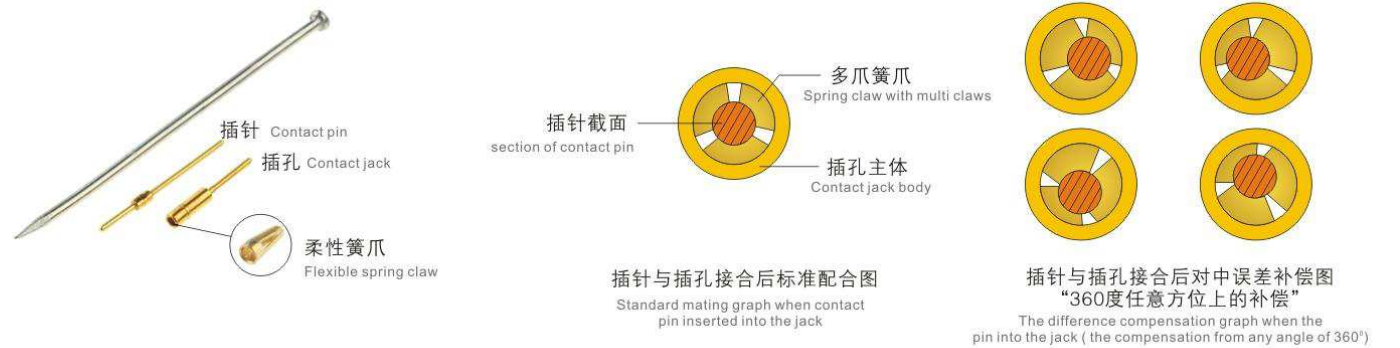 插针 Contact pin
插孔 Contact jack
柔性簧爪
Flexible spring claw
多爪簧爪
Spring claw with multi claws
插针截面
section of contact pin
插孔主体
Contact jack body
插针与插孔接合后标准配合图
Standard mating graph when contact
pin inserted into the jack
插针与插孔接合后对中误差补偿图
“360度任意方位上的补偿”
The difference compensation graph when the
pin into the jack ( the compensation from any angle of 360⁰)